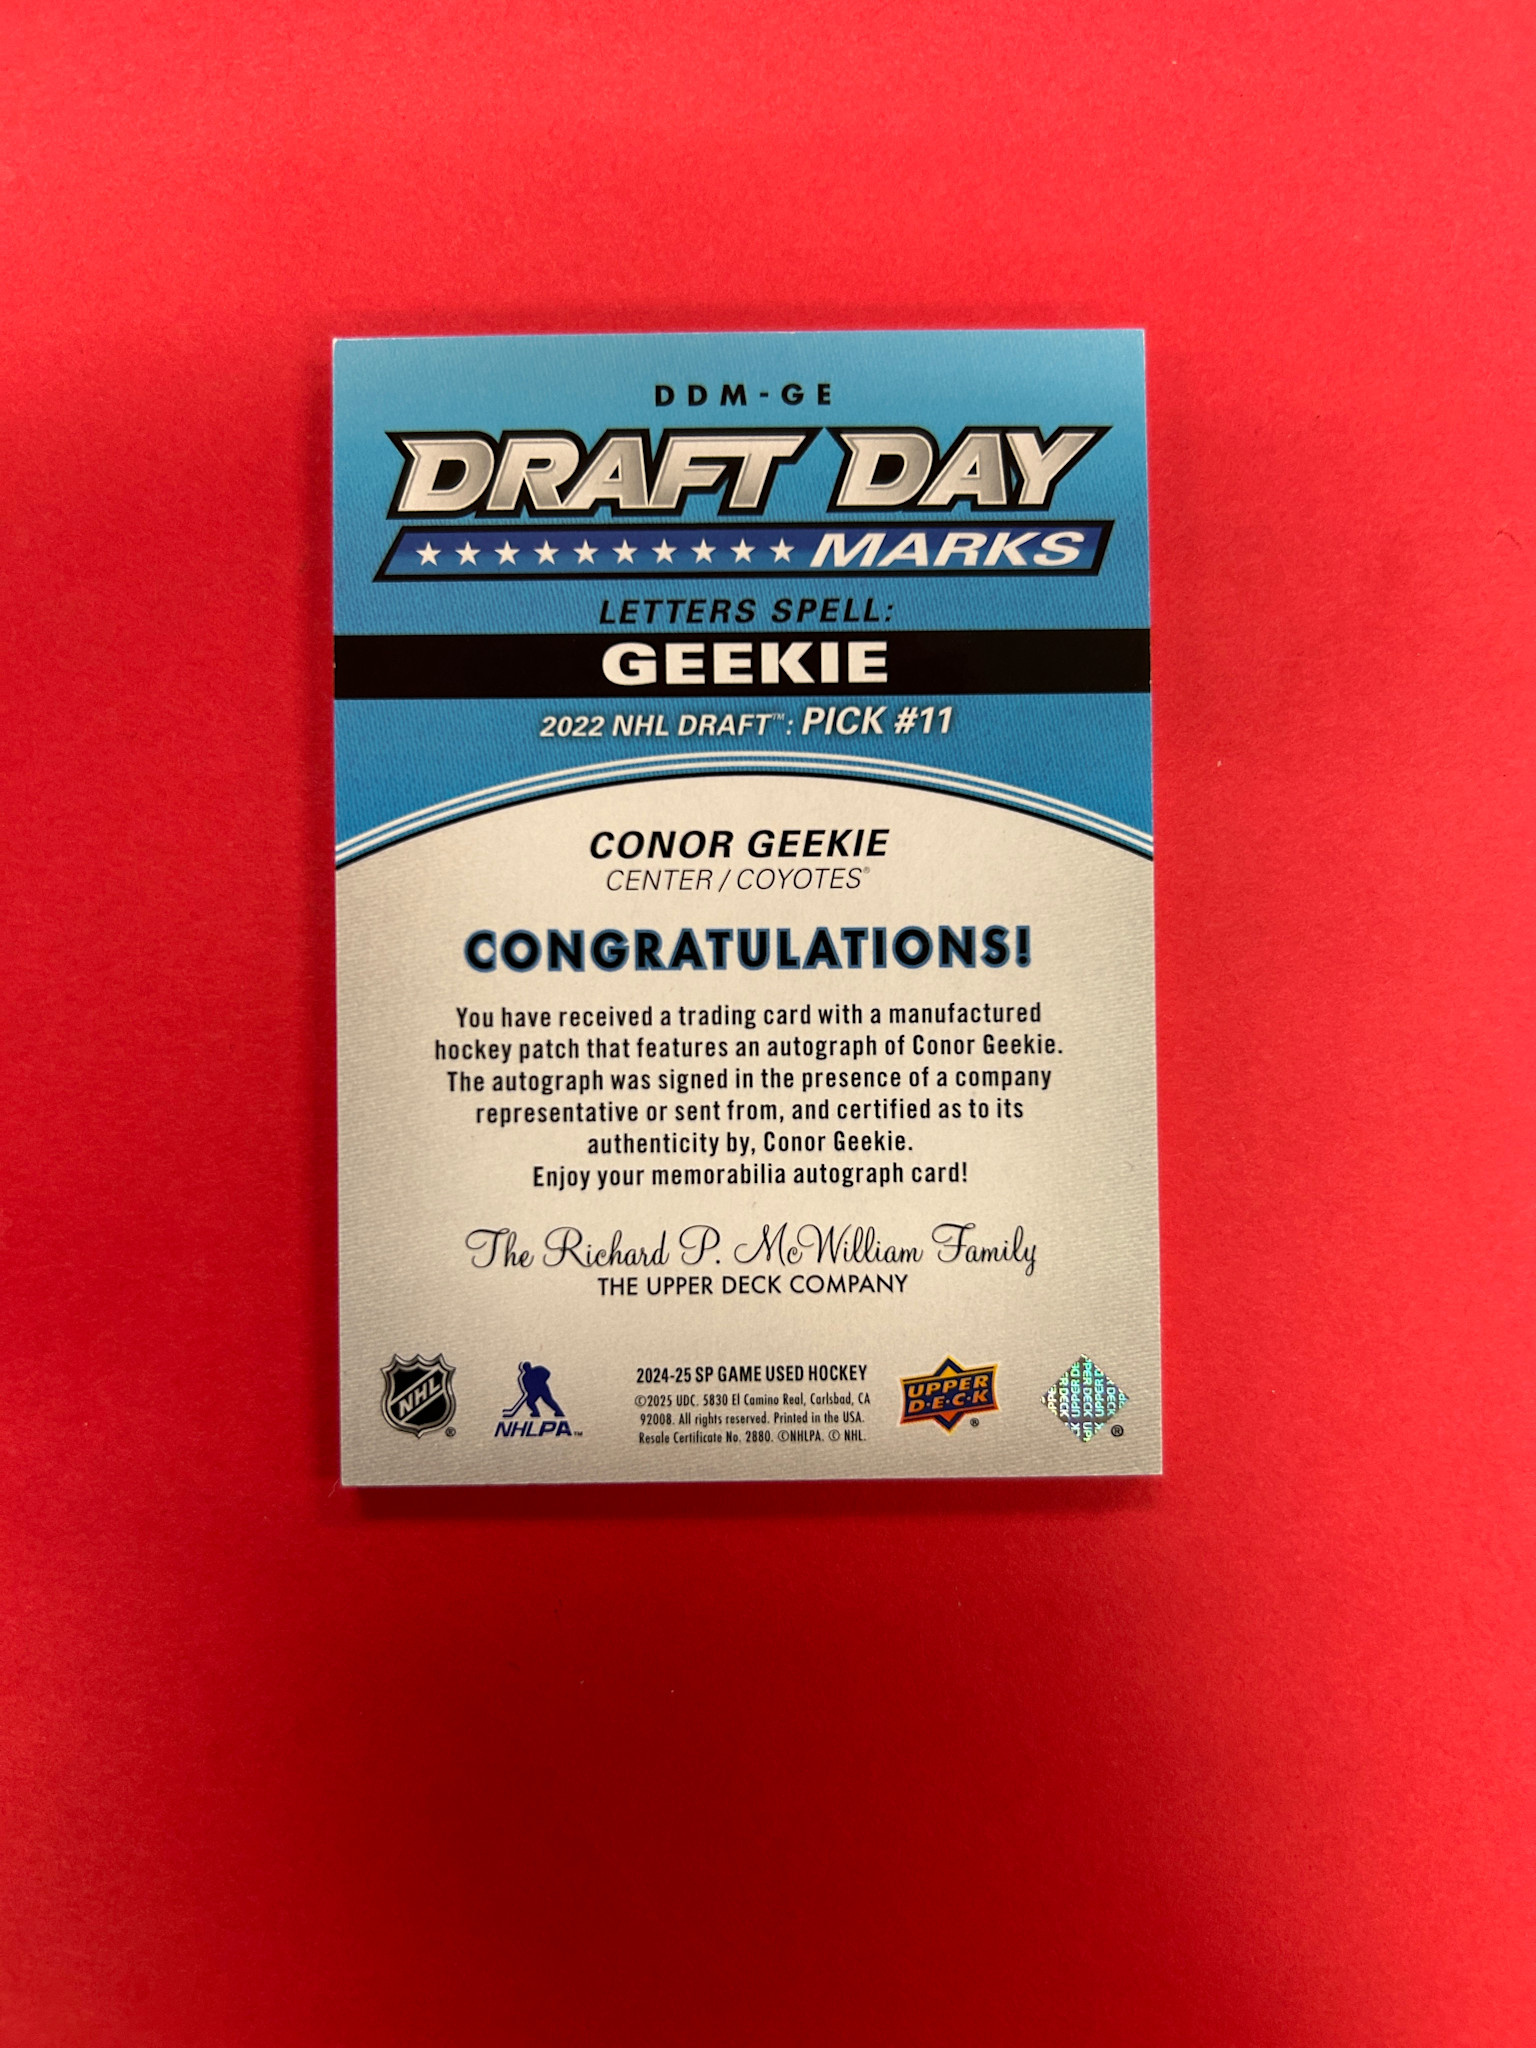 DDM-GE
DRAFT DAY
MARKS
LETTERS SPELL:
GEEKIE
2022 NHL DRAFT™: PICK #11
CONOR GEEKIE
CENTER / COYOTES®
CONGRATULATIONS!
You have received a trading card with a manufactured
hockey patch that features an autograph of Conor Geekie.
The autograph was signed in the presence of a company
representative or sent from, and certified as to its
authenticity by, Conor Geekie.
Enjoy your memorabilia autograph card!
The Richard P. McWilliam Family
THE UPPER DECK COMPANY
NHL ®
NHLPA™
2024-25 SP GAME USED HOCKEY
©2025 UDC. 5830 El Camino Real, Carlsbad, CA
92008. All rights reserved. Printed in the USA.
Resale Certificate No. 2880. ©NHLPA. © NHL.
UPPER
D·E·C·K ®
UPPER DECK ®